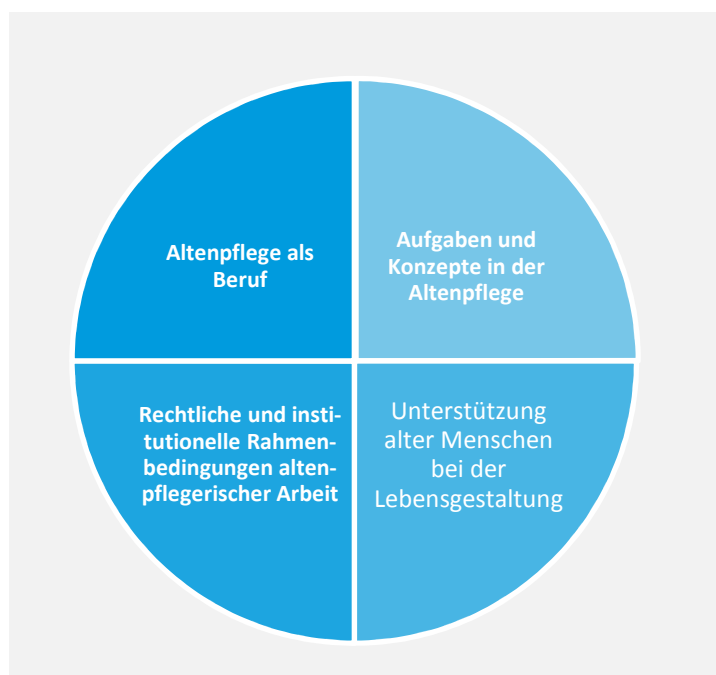 Altenpflege als
Beruf
Aufgaben und
Konzepte in der
Altenpflege
Rechtliche und insti-
tutionelle Rahmen-
bedingungen alten-
pflegerischer Arbeit
Unterstützung
alter Menschen
bei der
Lebensgestaltung